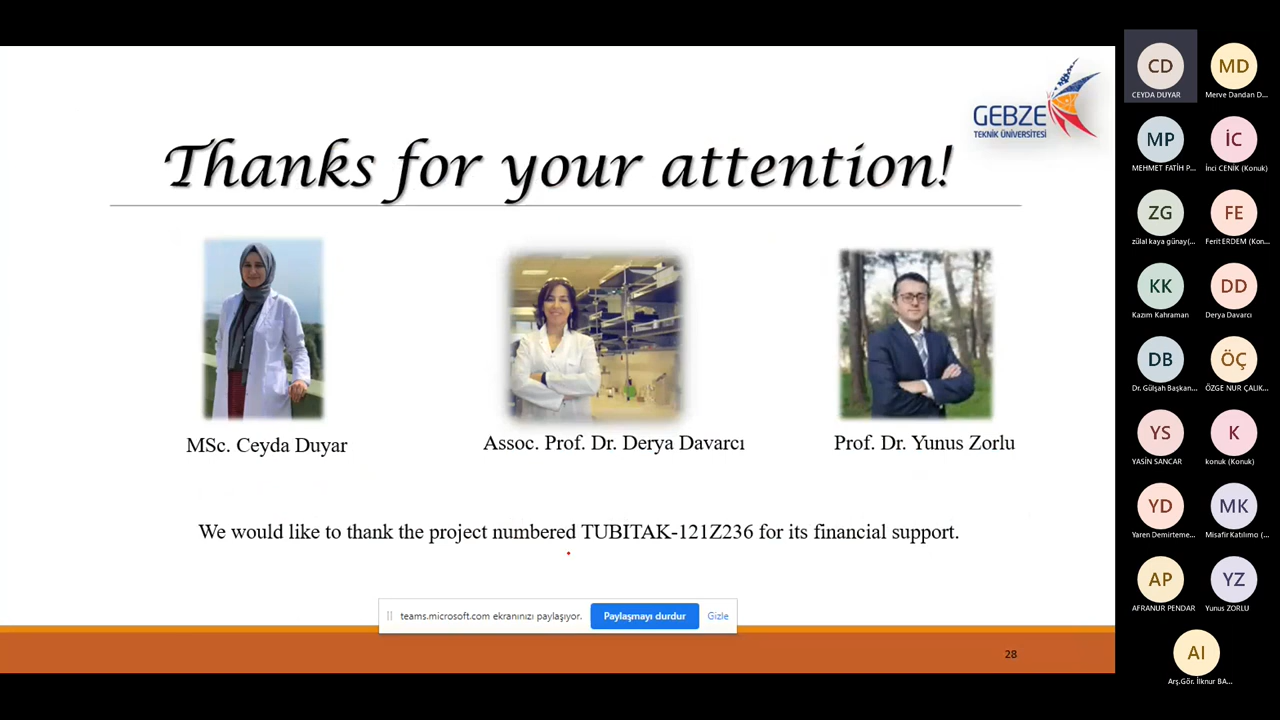 GEBZE
TEKNİK ÜNİVERSİTESİ
Thanks for your attention!
MSc. Ceyda Duyar
Assoc. Prof. Dr. Derya Davarcı
Prof. Dr. Yunus Zorlu
We would like to thank the project numbered TUBITAK-121Z236 for its financial support.
teams.microsoft.com ekranınızı paylaşıyor.
Paylaşmayı durdur
Gizle
28
CD
CEYDA DUYAR
MD
Merve Dandan D...
MP
MEHMET FATİH P...
İC
İnci CENİK (Konuk)
ZG
zülal kaya günay(...
FE
Ferit ERDEM (Kon...
KK
Kazım Kahraman
DD
Derya Davarcı
DB
Dr. Gülşah Başkan...
ÖÇ
ÖZGE NUR ÇALIK...
YS
YASİN SANCAR
K
konuk (Konuk)
YD
Yaren Demirteme...
MK
Misafir Katılımcı (...
AP
AFRANUR PENDAR
YZ
Yunus ZORLU
AI
Arş.Gör. İlknur BA...